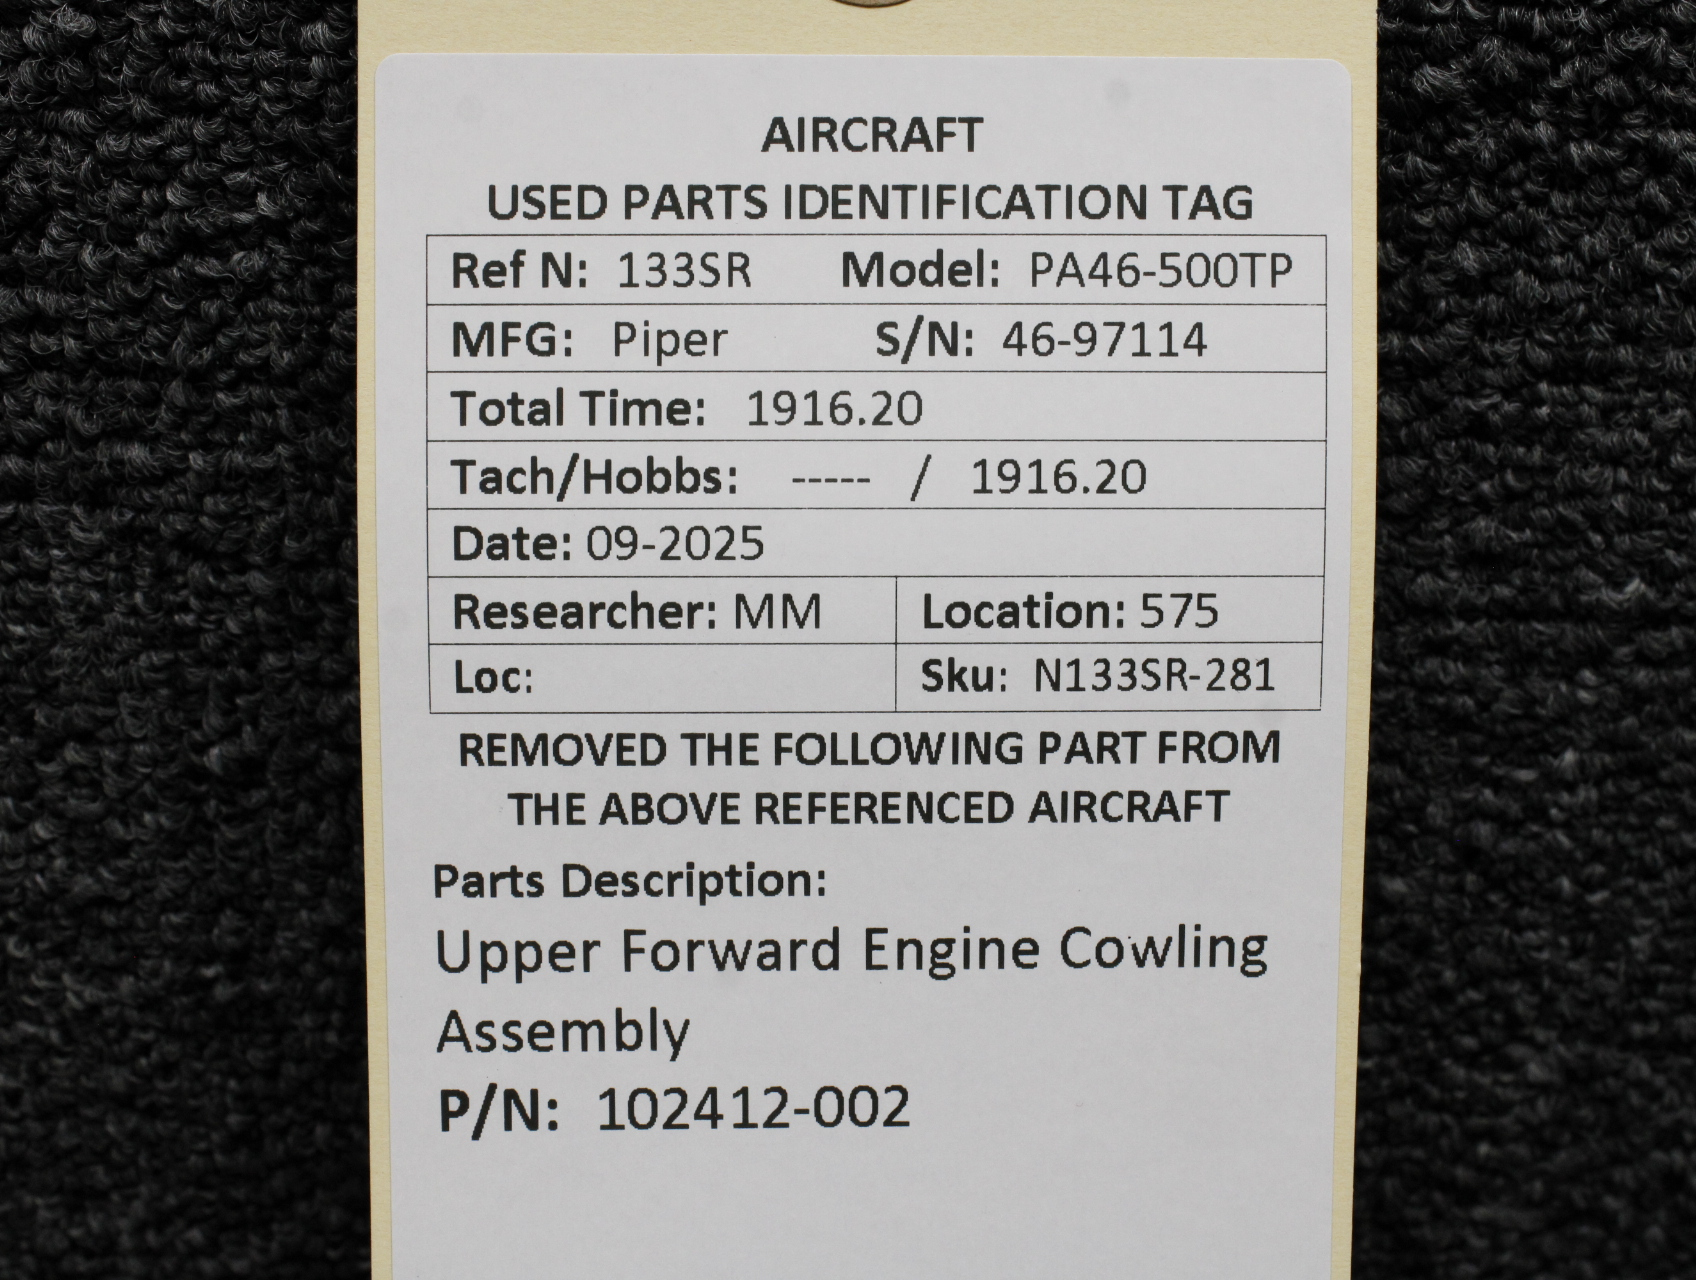 AIRCRAFT
USED PARTS IDENTIFICATION TAG
Ref N: 133SR Model: PA46-500TP
MFG: Piper S/N: 46-97114
Total Time: 1916.20
Tach/Hobbs: ----- / 1916.20
Date: 09-2025
Researcher: MM Location: 575
Loc: Sku: N133SR-281
REMOVED THE FOLLOWING PART FROM
THE ABOVE REFERENCED AIRCRAFT
Parts Description:
Upper Forward Engine Cowling
Assembly
P/N: 102412-002